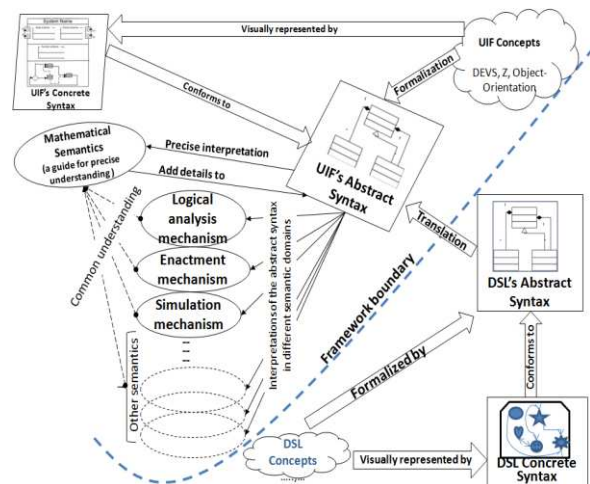 System Name
UIF's Concrete
Syntax
Visually represented by
UIF Concepts
DEVS, Z, Object-
Orientation
Formalization
Conforms to
Mathematical
Semantics
(a guide for precise
understanding )
Precise interpretation
Add details to
UIF's Abstract
Syntax
Logical
analysis
mechanism
Enactment
mechanism
Simulation
mechanism
Common understanding
Interpretations of the abstract syntax
in different semantic domains
Other semantics
Framework boundary
Translation
DSL's Abstract
Syntax
Conforms to
Formalized by
DSL
Concepts
Visually represented by
DSL Concrete
Syntax